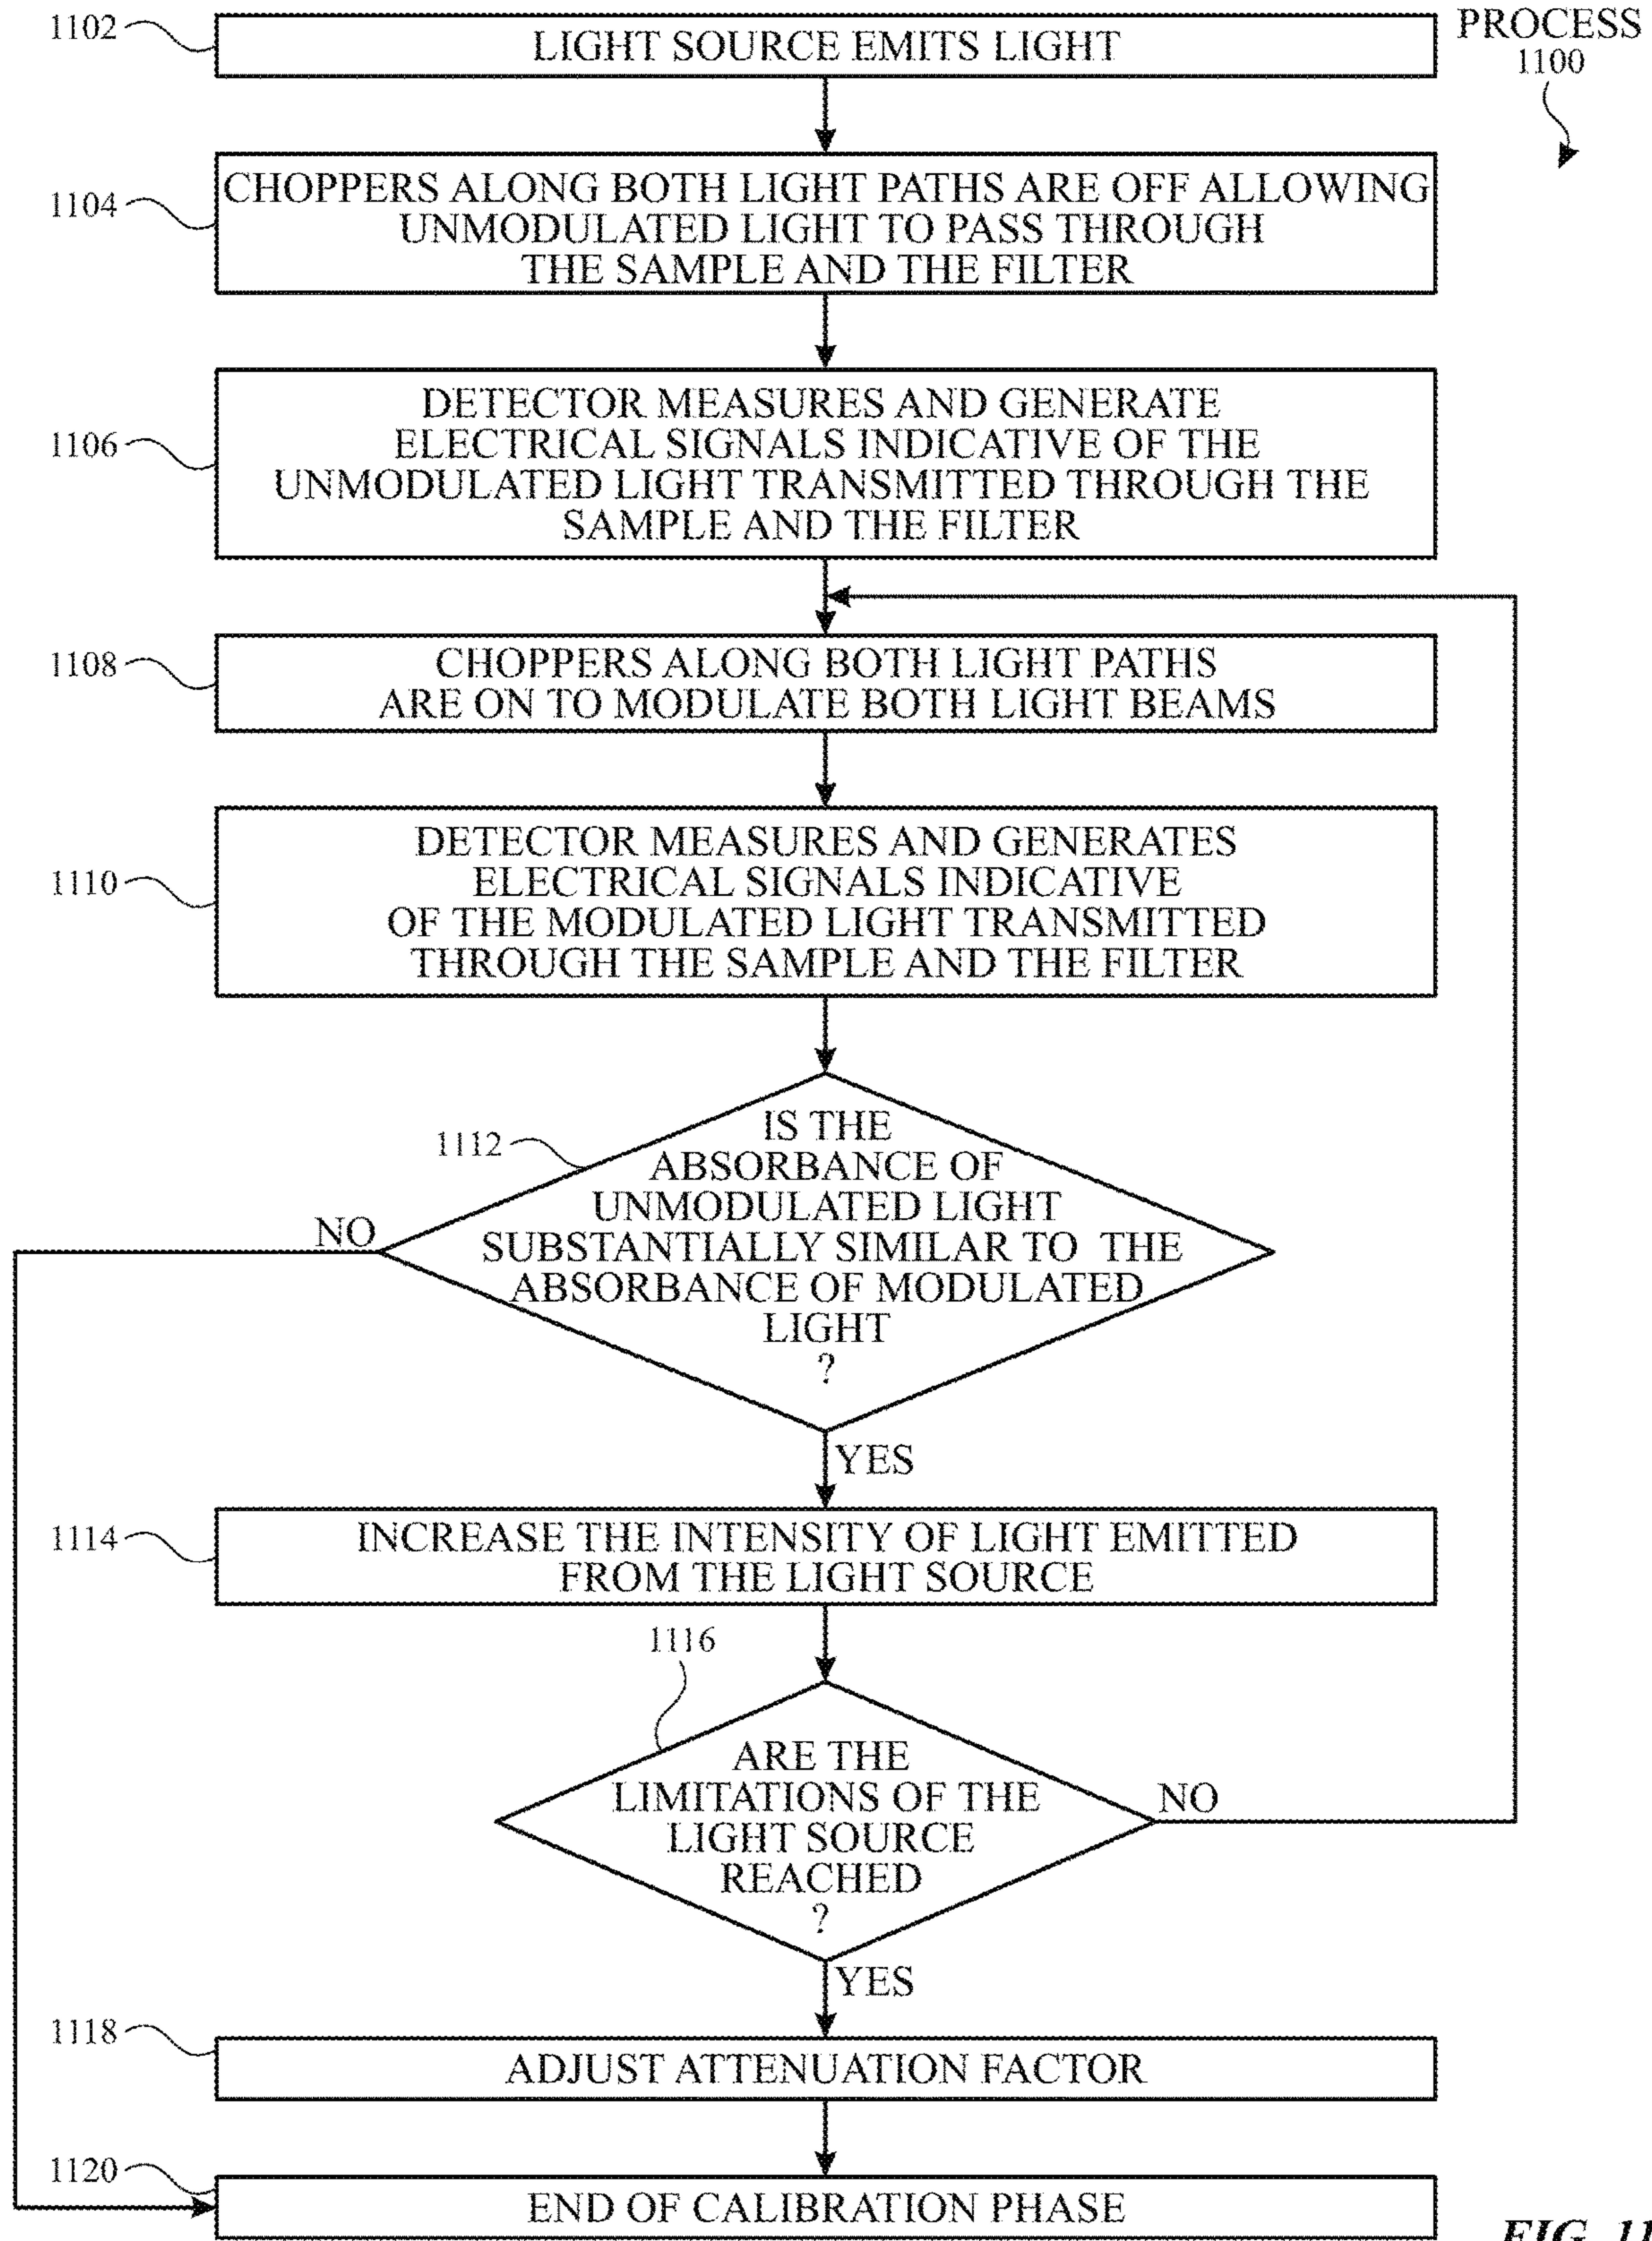 PROCESS
1100
1102
LIGHT SOURCE EMITS LIGHT
1104
CHOPPERS ALONG BOTH LIGHT PATHS ARE OFF ALLOWING
UNMODULATED LIGHT TO PASS THROUGH
THE SAMPLE AND THE FILTER
1106
DETECTOR MEASURES AND GENERATE
ELECTRICAL SIGNALS INDICATIVE OF THE
UNMODULATED LIGHT TRANSMITTED THROUGH THE
SAMPLE AND THE FILTER
1108
CHOPPERS ALONG BOTH LIGHT PATHS
ARE ON TO MODULATE BOTH LIGHT BEAMS
1110
DETECTOR MEASURES AND GENERATES
ELECTRICAL SIGNALS INDICATIVE
OF THE MODULATED LIGHT TRANSMITTED
THROUGH THE SAMPLE AND THE FILTER
1112
IS THE
ABSORBANCE OF
UNMODULATED LIGHT
SUBSTANTIALLY SIMILAR TO THE
ABSORBANCE OF MODULATED
LIGHT
?
NO
YES
1114
INCREASE THE INTENSITY OF LIGHT EMITTED
FROM THE LIGHT SOURCE
1116
ARE THE
LIMITATIONS OF THE
LIGHT SOURCE
REACHED
?
NO
YES
1118
ADJUST ATTENUATION FACTOR
1120
END OF CALIBRATION PHASE
FIG. 11